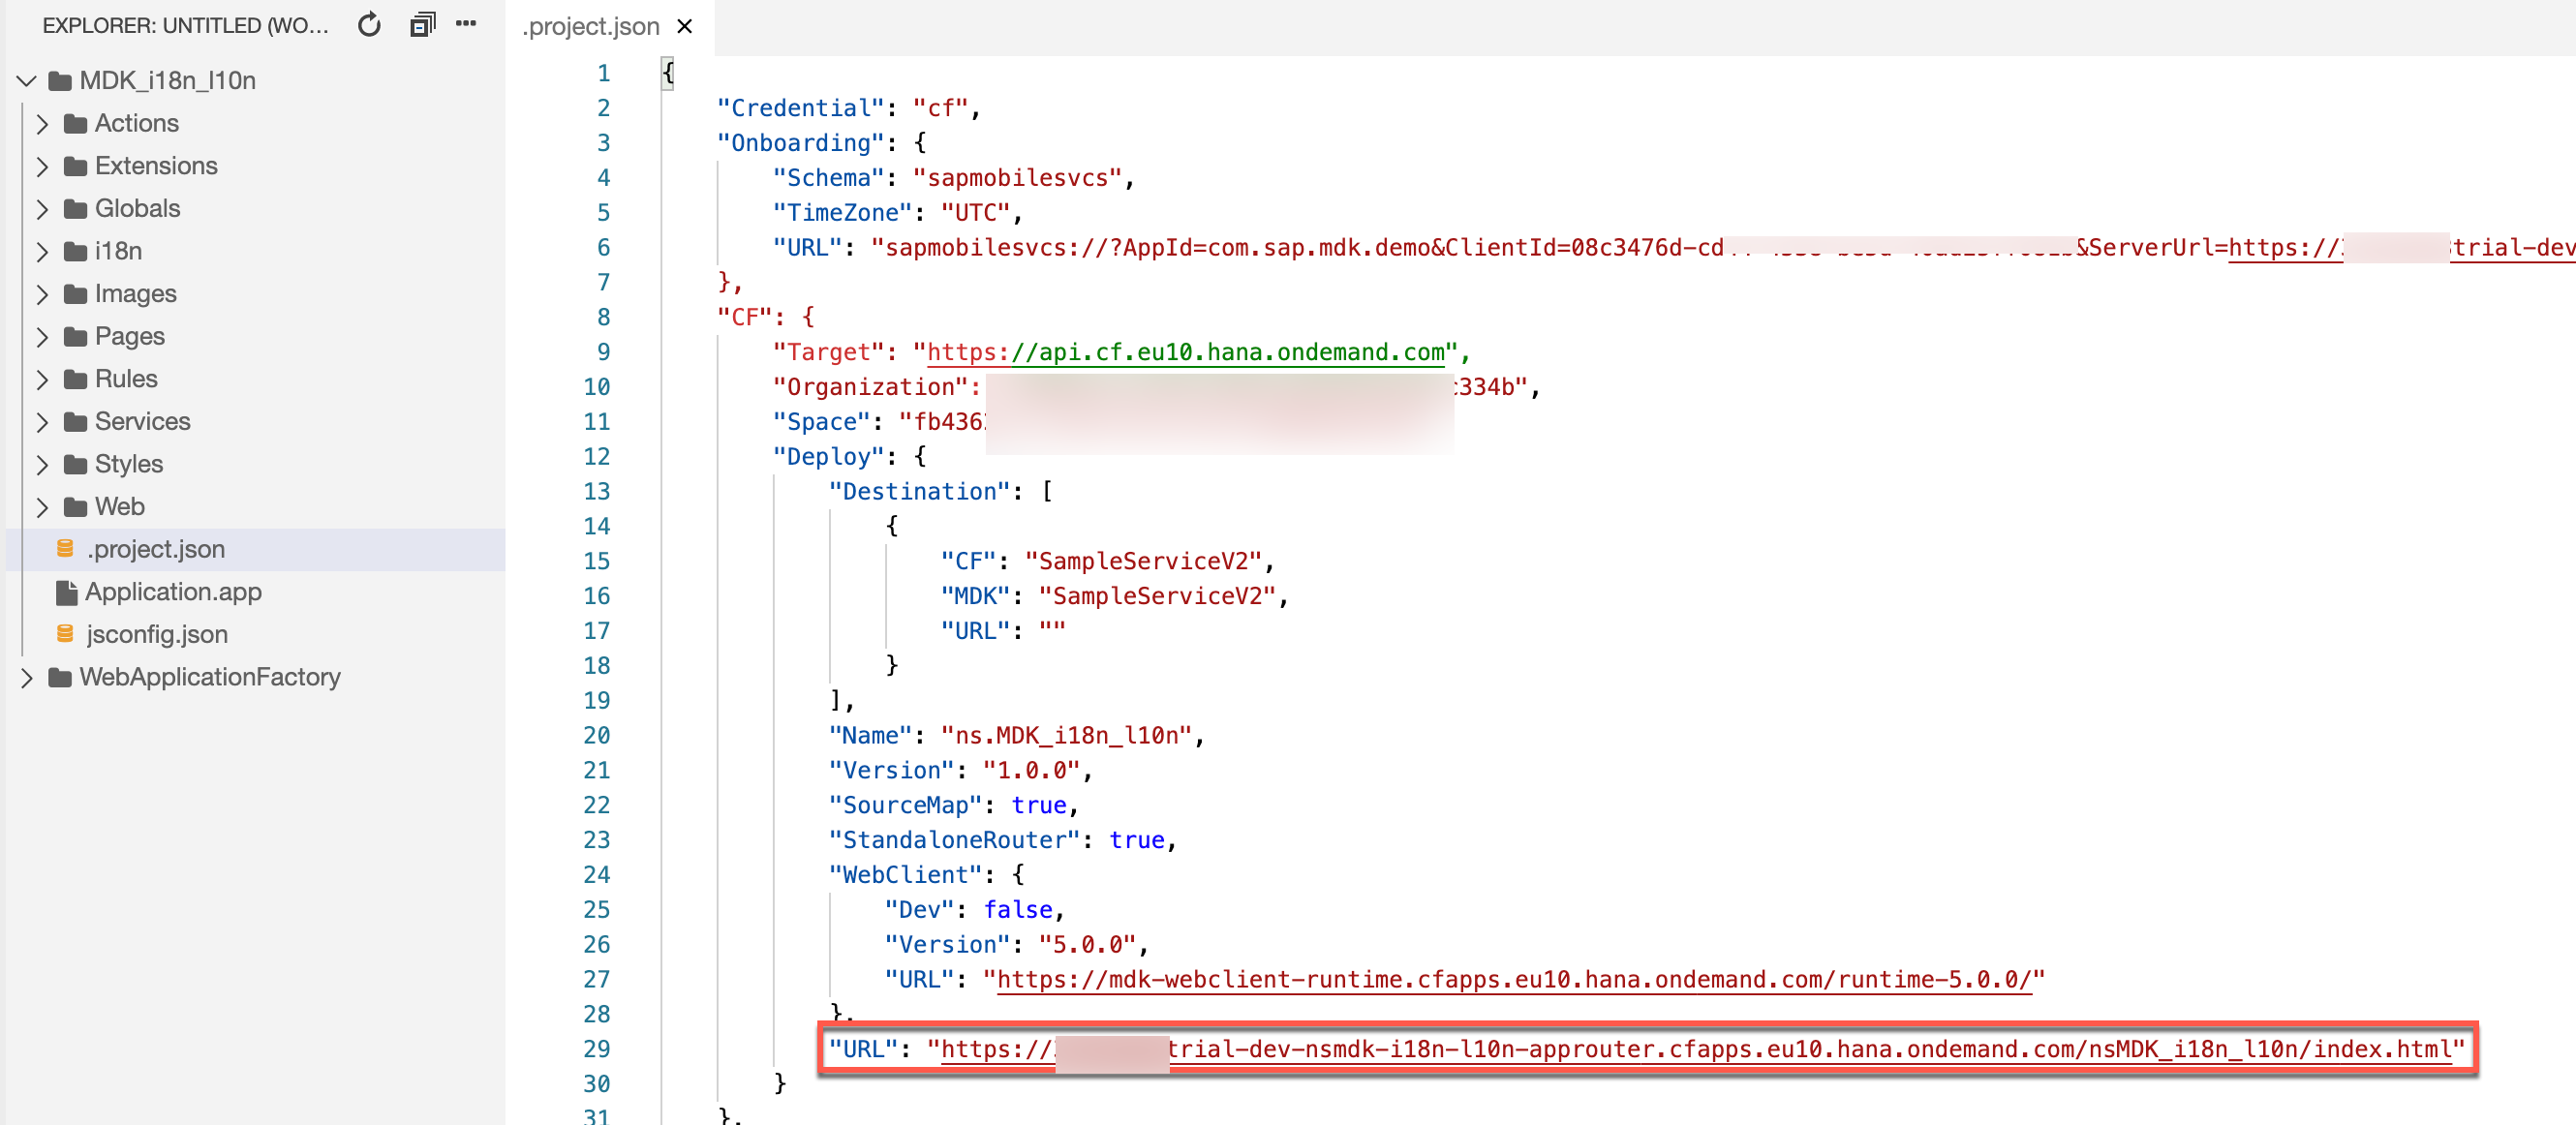 EXPLORER: UNTITLED (WO...
MDK_i18n_l10n
Actions
Extensions
Globals
i18n
Images
Pages
Rules
Services
Styles
Web
.project.json
Application.app
jsconfig.json
WebApplicationFactory
.project.json
1 {
2 "Credential": "cf",
3 "Onboarding": {
4 "Schema": "sapmobilesvcs",
5 "TimeZone": "UTC",
6 "URL": "sapmobilesvcs://?AppId=com.sap.mdk.demo&ClientId=08c3476d-cd &ServerUrl=https:// trial-dev
7 },
8 "CF": {
9 "Target": "https://api.cf.eu10.hana.ondemand.com",
10 "Organization": c334b",
11 "Space": "fb436
12 "Deploy": {
13 "Destination": [
14 {
15 "CF": "SampleServiceV2",
16 "MDK": "SampleServiceV2",
17 "URL": ""
18 }
19 ],
20 "Name": "ns.MDK_i18n_l10n",
21 "Version": "1.0.0",
22 "SourceMap": true,
23 "StandaloneRouter": true,
24 "WebClient": {
25 "Dev": false,
26 "Version": "5.0.0",
27 "URL": "https://mdk-webclient-runtime.cfapps.eu10.hana.ondemand.com/runtime-5.0.0/"
28 },
29 "URL": "https:// trial-dev-nsmdk-i18n-l10n-approuter.cfapps.eu10.hana.ondemand.com/nsMDK_i18n_l10n/index.html"
30 }
31 },